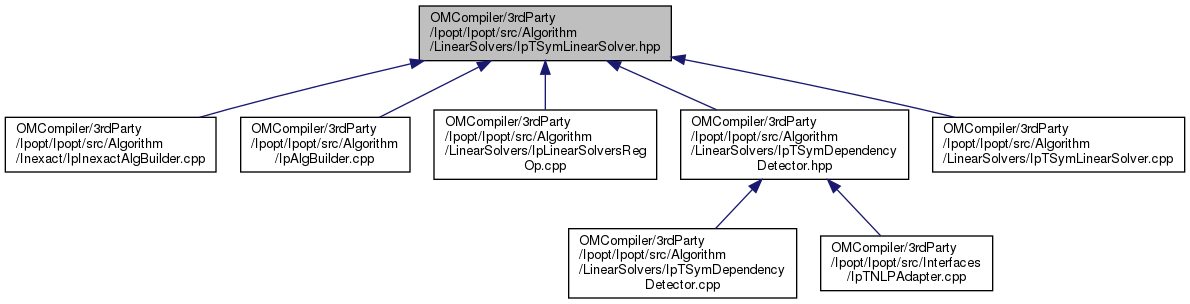 OMCompiler/3rdParty
/Ipopt/Ipopt/src/Algorithm
/LinearSolvers/IpTSymLinearSolver.hpp
OMCompiler/3rdParty
/Ipopt/Ipopt/src/Algorithm
/Inexact/IpInexactAlgBuilder.cpp
OMCompiler/3rdParty
/Ipopt/Ipopt/src/Algorithm
/IpAlgBuilder.cpp
OMCompiler/3rdParty
/Ipopt/Ipopt/src/Algorithm
/LinearSolvers/IpLinearSolversReg
Op.cpp
OMCompiler/3rdParty
/Ipopt/Ipopt/src/Algorithm
/LinearSolvers/IpTSymDependency
Detector.hpp
OMCompiler/3rdParty
/Ipopt/Ipopt/src/Algorithm
/LinearSolvers/IpTSymLinearSolver.cpp
OMCompiler/3rdParty
/Ipopt/Ipopt/src/Algorithm
/LinearSolvers/IpTSymDependency
Detector.cpp
OMCompiler/3rdParty
/Ipopt/Ipopt/src/Interfaces
/IpTNLPAdapter.cpp